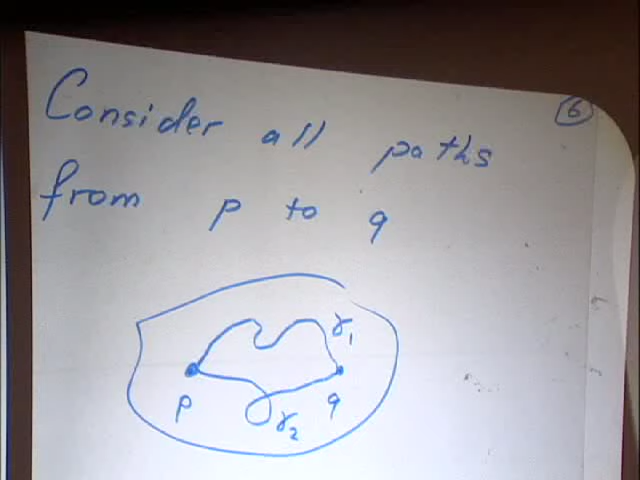 6
Consider all paths
from p to q
γ1
p q
γ2